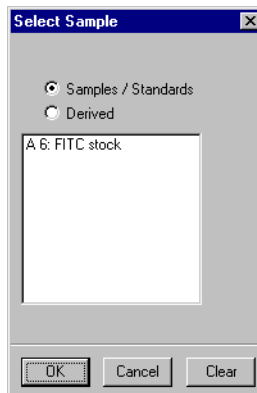 Select Sample
Samples / Standards
Derived
A 6: FITC stock
OK Cancel Clear